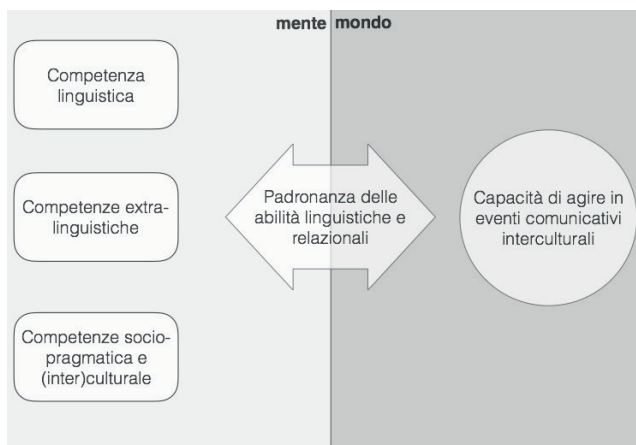 mente mondo
Competenza
linguistica
Competenze extra-
linguistiche
Competenze socio-
pragmatica e
(inter)culturale
Padronanza delle
abilità linguistiche e
relazionali
Capacità di agire in
eventi comunicativi
interculturali